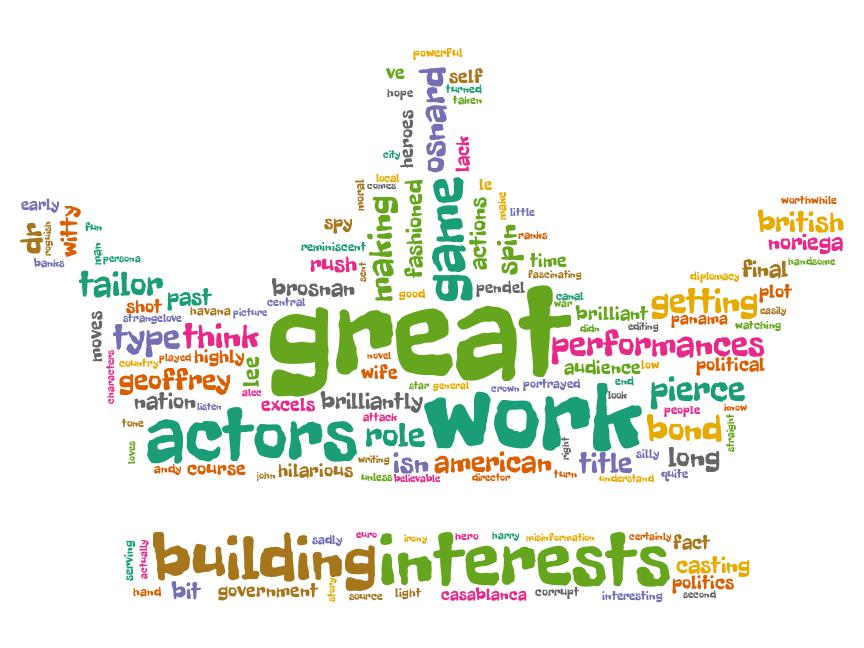 powerful
ve
self
turned
hope
osnard
taken
heroes
lack
city
local
comes
moral
le
early
witty
fun
roguish
dr
man
banks
persona
making
fashioned
game
actions
make
little
spin
ranks
spy
reminiscent
rush
sent
time
fascinating
worthwhile
british
noriega
handsome
final
diplomacy
tailor
shot
past
brosnan
central
good
pendel
canal
war
getting
plot
easily
strangelove
havana
picture
great
brilliant
didn
editing
panama
watching
moves
type
think
performances
country
played
highly
lee
novel
wife
audience
low
political
characters
geoffrey
alec
star
general
crown
portrayed
end
look
pierce
nation
listen
excels
brilliantly
attack
people
know
tone
actors
role
work
right
bond
straight
loves
writing
isn
american
title
silly
long
andy
course
john
hilarious
unless
believable
director
turn
understand
quite
serving
actually
building
sadly
euro
irony
hero
harry
misinformation
certainly
fact
interests
casting
politics
hand
bit
government
story
source
light
casablanca
corrupt
interesting
second